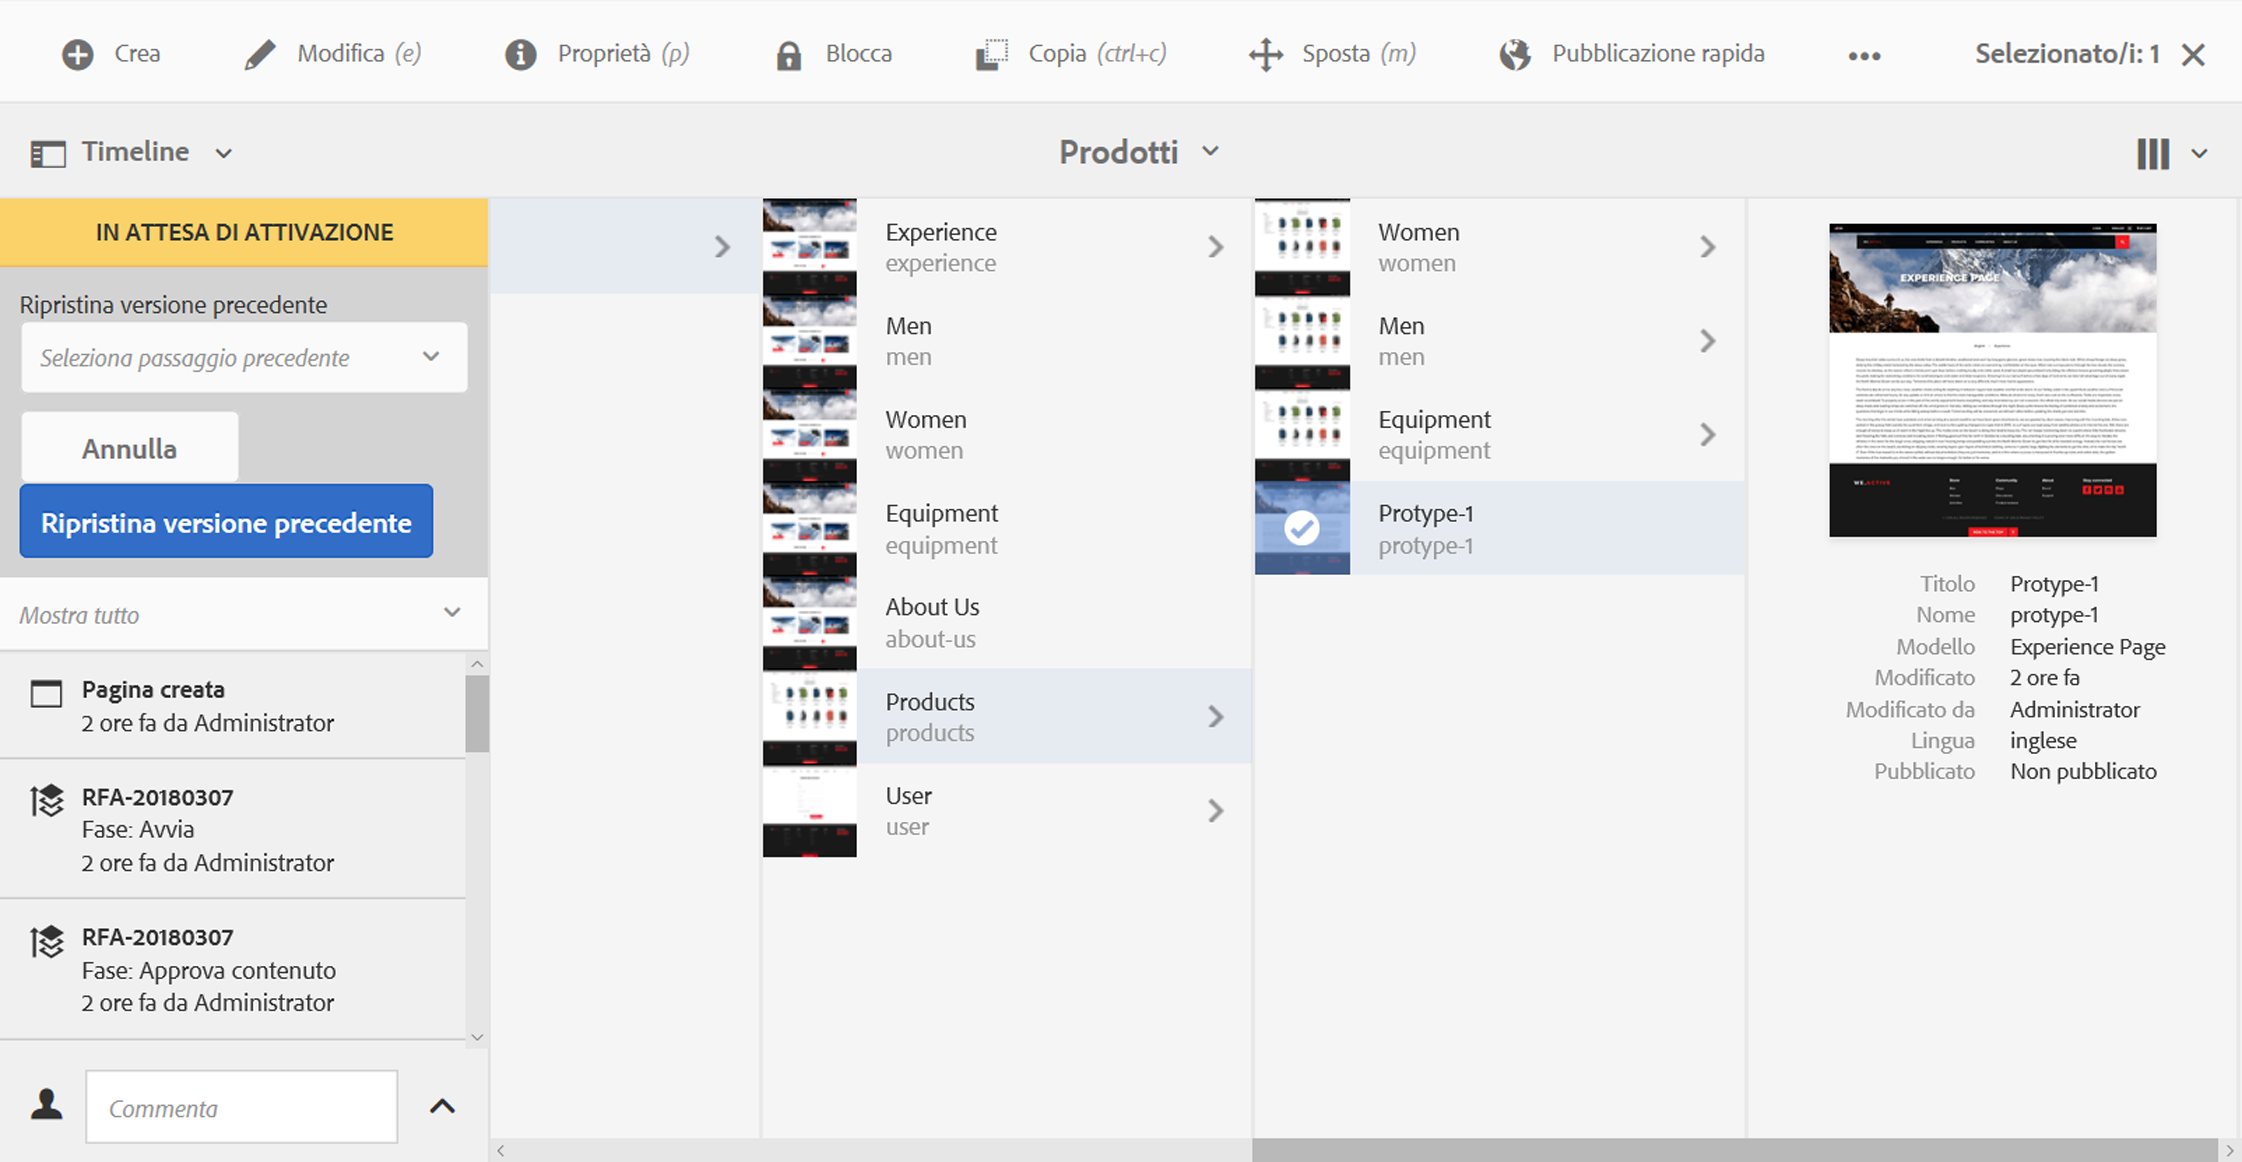 Crea
Modifica (e)
Proprietà (p)
Blocca
Copia (ctrl+c)
Sposta (m)
Pubblicazione rapida
Selezionato/i: 1
Timeline
Prodotti
IN ATTESA DI ATTIVAZIONE
Ripristina versione precedente
Seleziona passaggio precedente
Annulla
Ripristina versione precedente
Mostra tutto
Pagina creata
2 ore fa da Administrator
RFA-20180307
Fase: Avvia
2 ore fa da Administrator
RFA-20180307
Fase: Approva contenuto
2 ore fa da Administrator
Commenta
Experience
experience
Men
men
Women
women
Equipment
equipment
About Us
about-us
Products
products
User
user
Women
women
Men
men
Equipment
equipment
Protype-1
protype-1
EXPERIENCE PAGE
Titolo Protype-1
Nome protype-1
Modello Experience Page
Modificato 2 ore fa
Modificato da Administrator
Lingua inglese
Pubblicato Non pubblicato